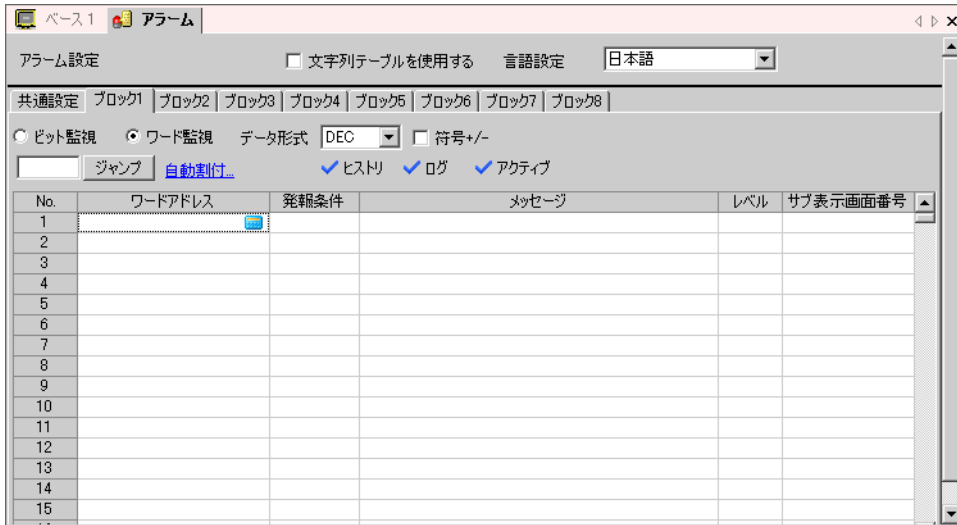 ベース1 アラーム
アラーム設定 文字列テーブルを使用する 言語設定 日本語
共通設定 ブロック1 ブロック2 ブロック3 ブロック4 ブロック5 ブロック6 ブロック7 ブロック8
ビット監視 ワード監視 データ形式 DEC 符号+/-
ジャンプ 自動割付... ヒストリ ログ アクティブ
No. ワードアドレス 発報条件 メッセージ レベル サブ表示画面番号
1
2
3
4
5
6
7
8
9
10
11
12
13
14
15